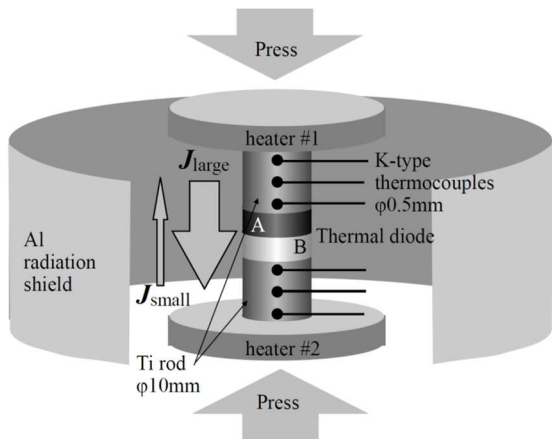 Press
heater #1
J large
K-type
thermocouples
φ0.5mm
A
Thermal diode
B
Al
radiation
shield
J small
heater #2
Ti rod
φ10mm
Press